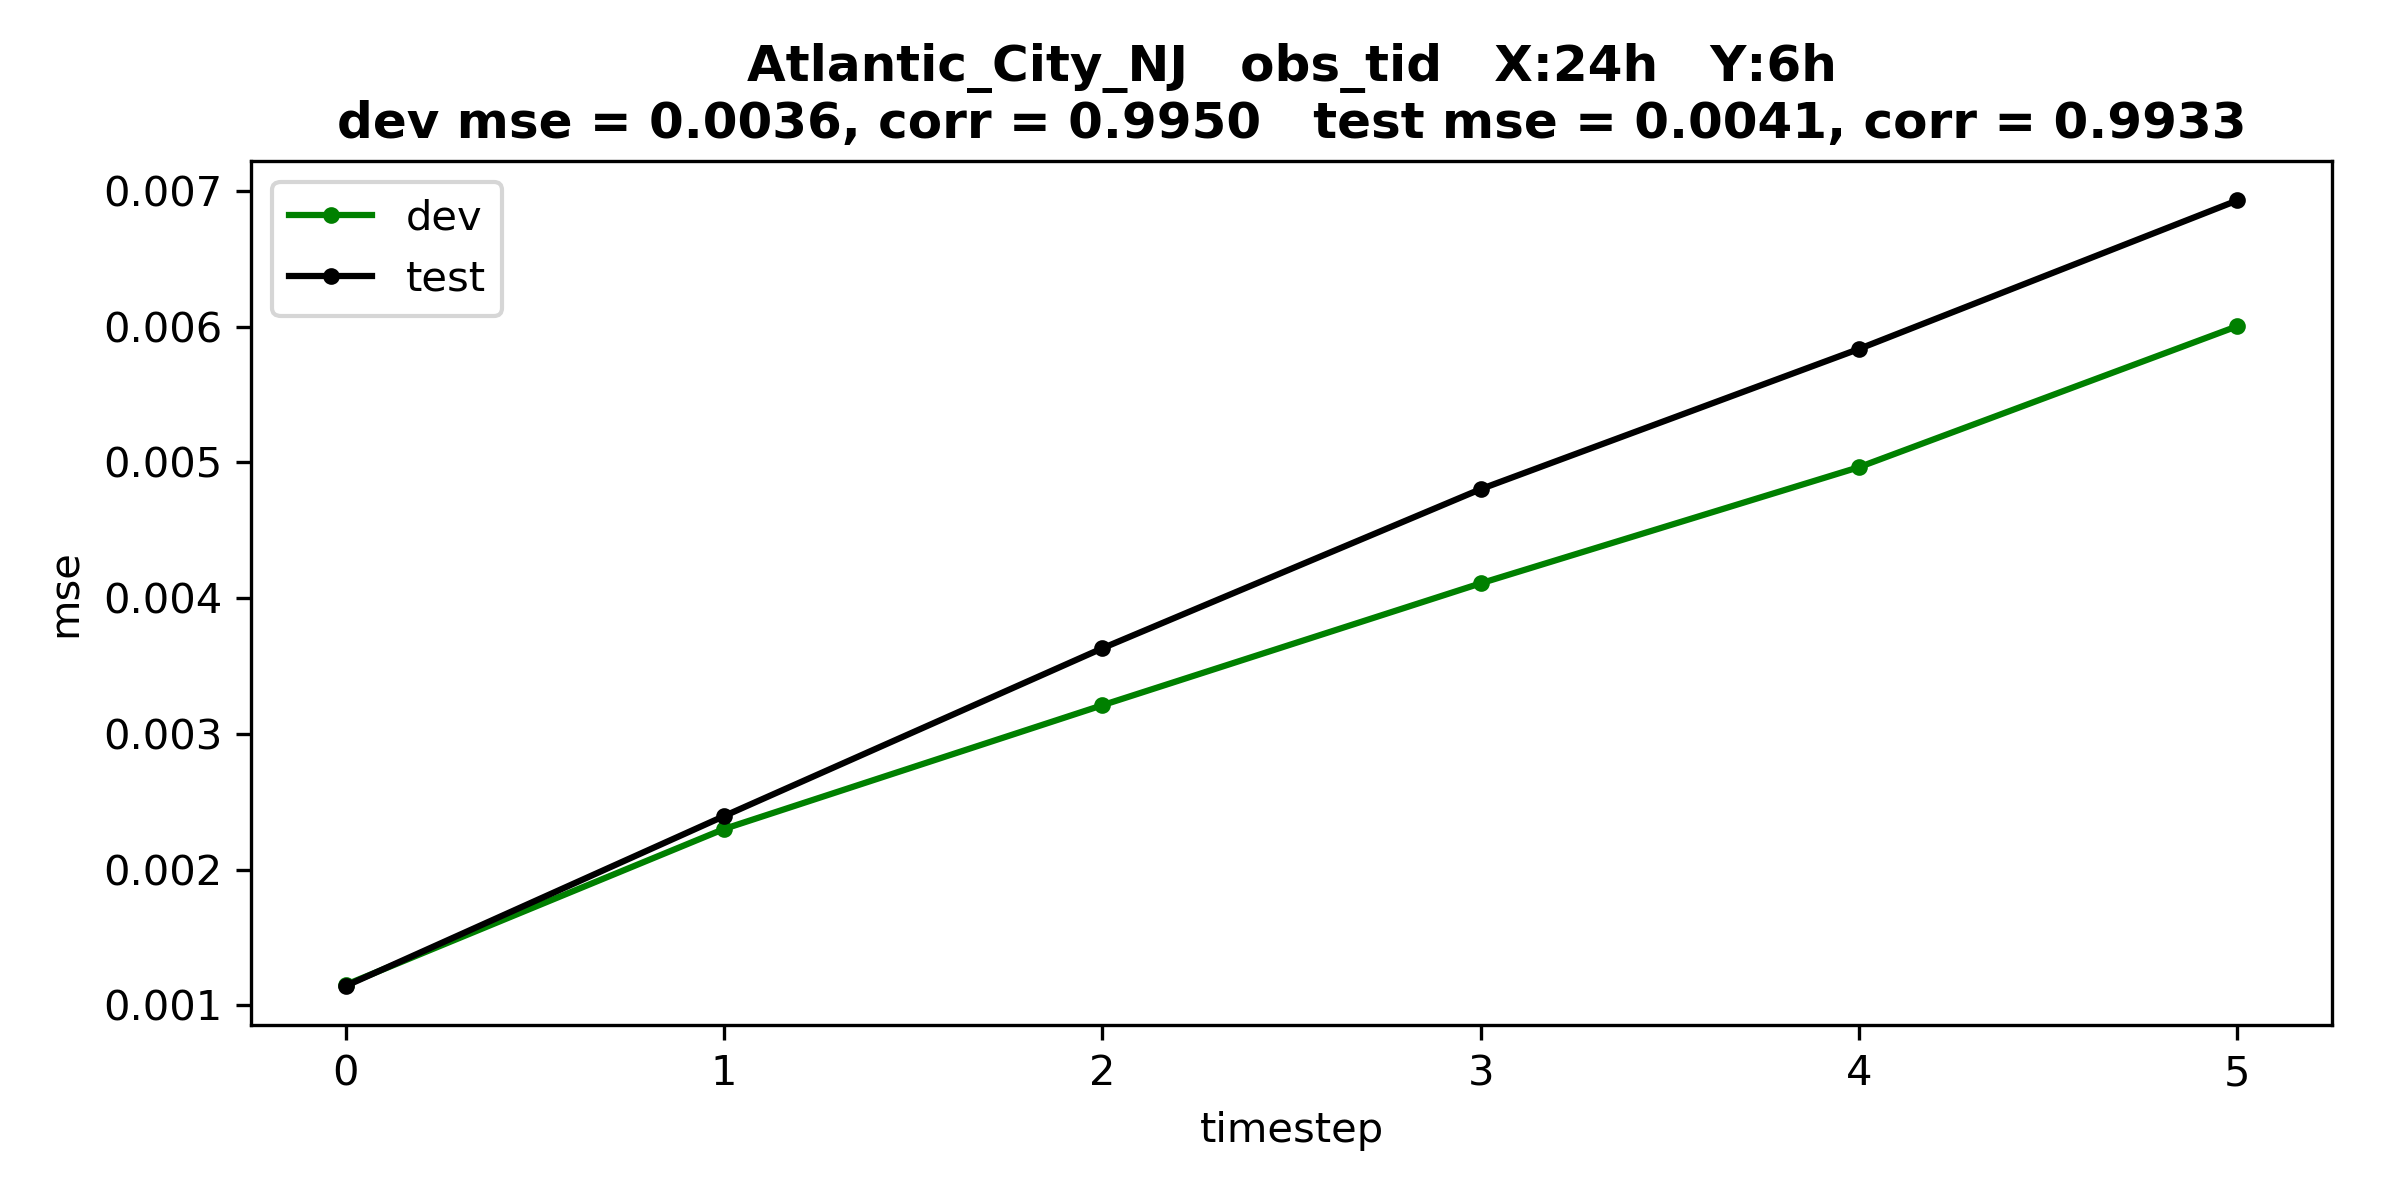 Atlantic_City_NJ   obs_tid   X:24h   Y:6h
dev mse = 0.0036, corr = 0.9950   test mse = 0.0041, corr = 0.9933
dev
test
0.007
0.006
0.005
0.004
0.003
0.002
0.001
mse
0 1 2 3 4 5
timestep